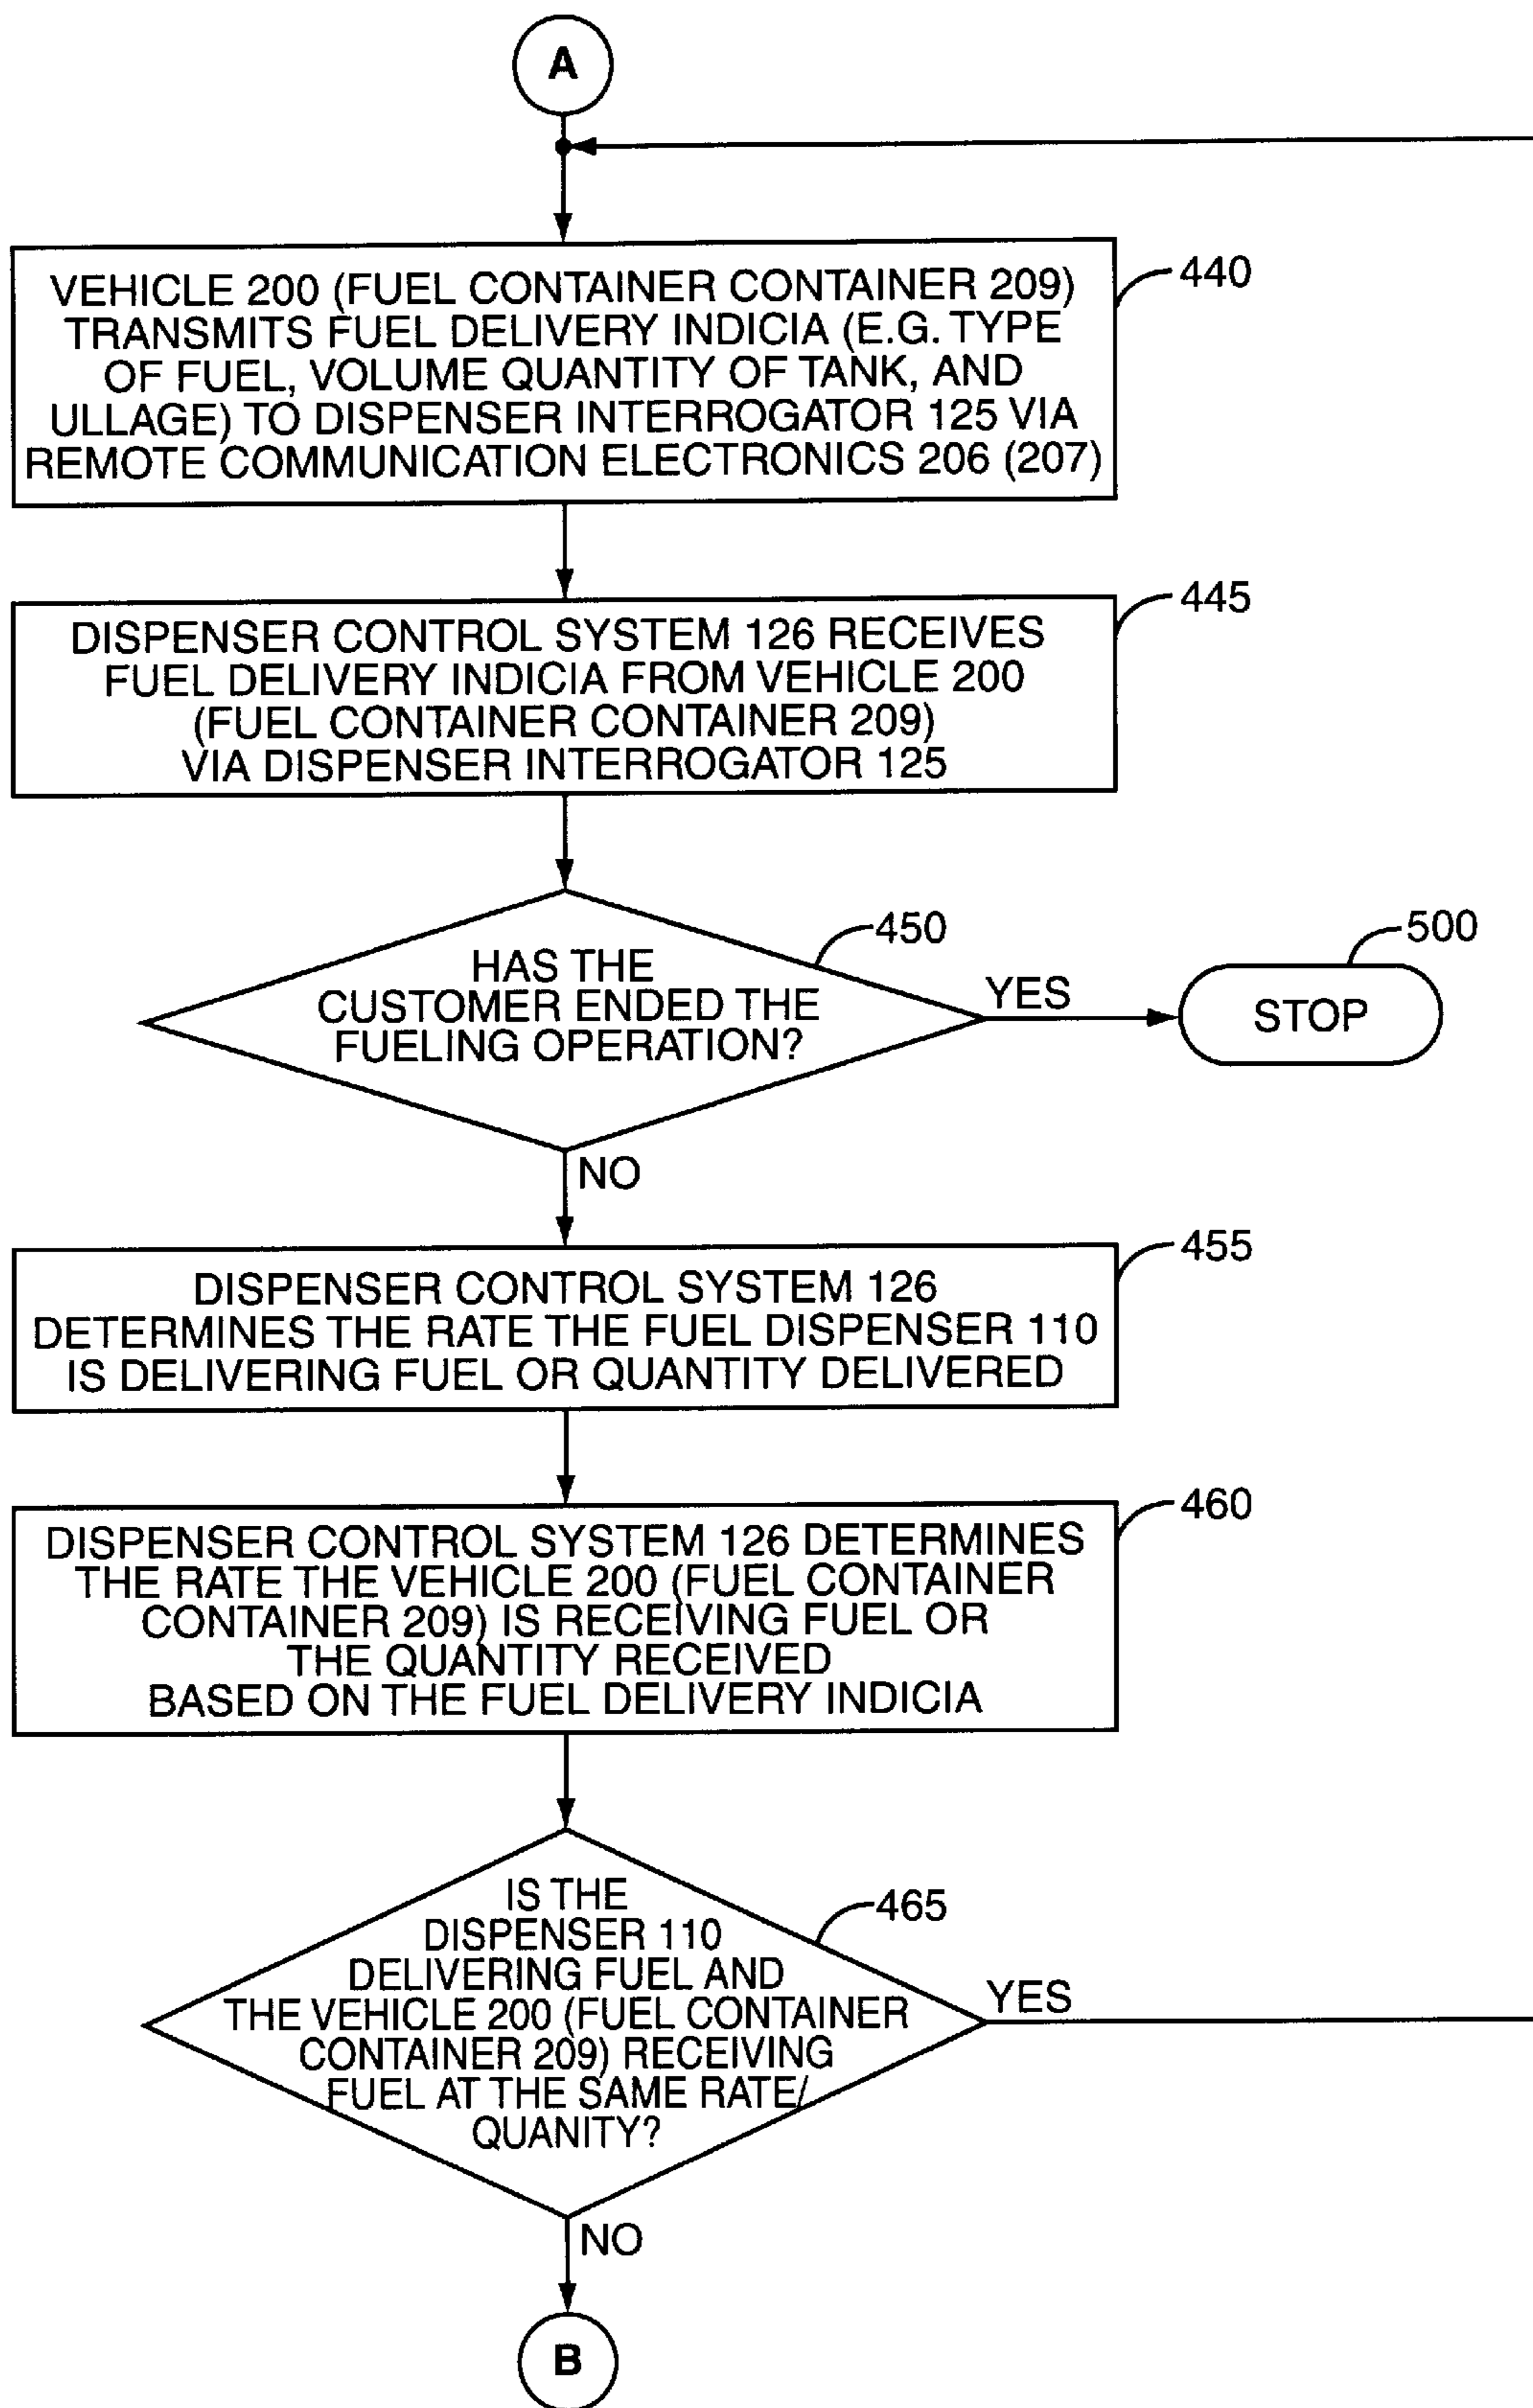 A
VEHICLE 200 (FUEL CONTAINER CONTAINER 209)
TRANSMITS FUEL DELIVERY INDICIA (E.G. TYPE
OF FUEL, VOLUME QUANTITY OF TANK, AND
ULLAGE) TO DISPENSER INTERROGATOR 125 VIA
REMOTE COMMUNICATION ELECTRONICS 206 (207)
440
DISPENSER CONTROL SYSTEM 126 RECEIVES
FUEL DELIVERY INDICIA FROM VEHICLE 200
(FUEL CONTAINER CONTAINER 209)
VIA DISPENSER INTERROGATOR 125
445
HAS THE
CUSTOMER ENDED THE
FUELING OPERATION?
450
YES
STOP
500
NO
DISPENSER CONTROL SYSTEM 126
DETERMINES THE RATE THE FUEL DISPENSER 110
IS DELIVERING FUEL OR QUANTITY DELIVERED
455
DISPENSER CONTROL SYSTEM 126 DETERMINES
THE RATE THE VEHICLE 200 (FUEL CONTAINER
CONTAINER 209) IS RECEIVING FUEL OR
THE QUANTITY RECEIVED
BASED ON THE FUEL DELIVERY INDICIA
460
IS THE
DISPENSER 110
DELIVERING FUEL AND
THE VEHICLE 200 (FUEL CONTAINER
CONTAINER 209) RECEIVING
FUEL AT THE SAME RATE/
QUANITY?
465
YES
NO
B